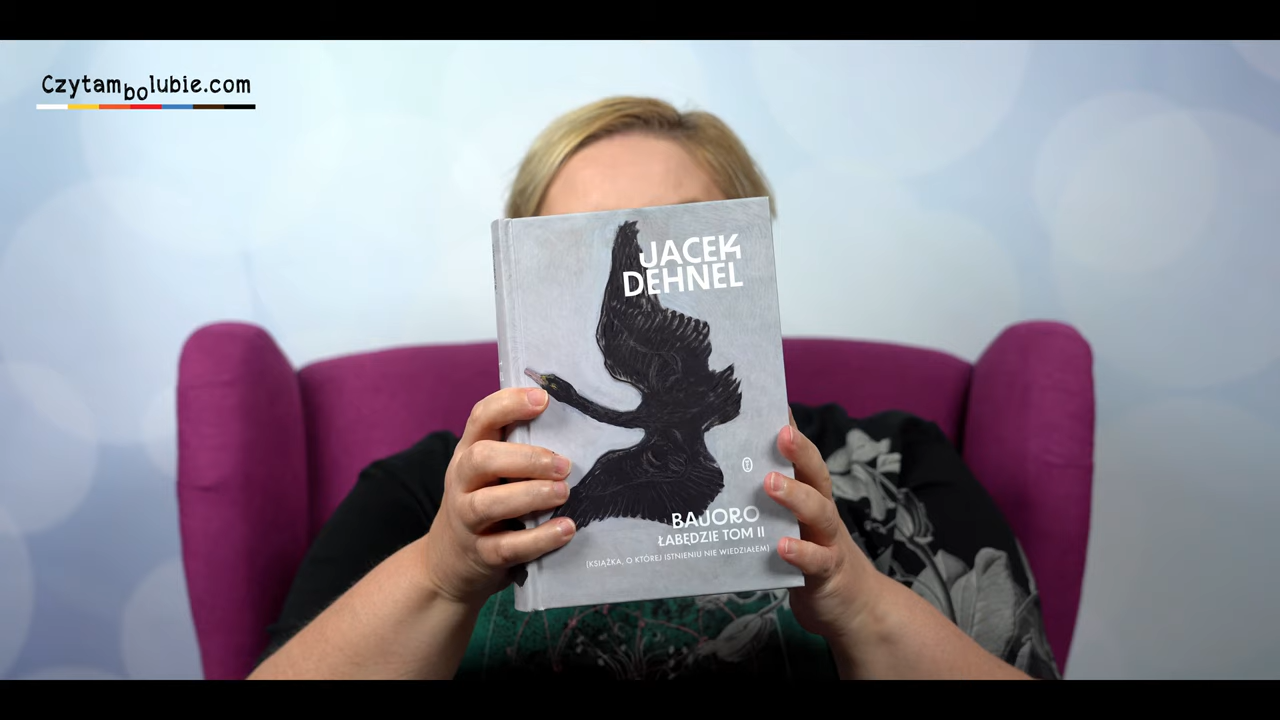 Czytambolubie.com
JACEK
DEHNEL
BAJORO
ŁABĘDZIE TOM II
(KSIĄŻKA, O KTÓREJ ISTNIENIU NIE WIEDZIAŁEM)